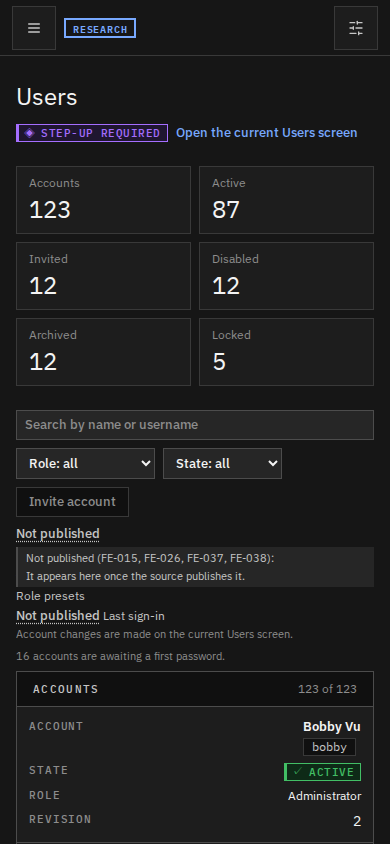 RESEARCH
Users
STEP-UP REQUIRED Open the current Users screen
Accounts
123
Active
87
Invited
12
Disabled
12
Archived
12
Locked
5
Search by name or username
Role: all State: all
Invite account
Not published
Not published (FE-015, FE-026, FE-037, FE-038):
It appears here once the source publishes it.
Role presets
Not published Last sign-in
Account changes are made on the current Users screen.
16 accounts are awaiting a first password.
ACCOUNTS 123 of 123
ACCOUNT Bobby Vu
bobby
STATE ✓ ACTIVE
ROLE Administrator
REVISION 2